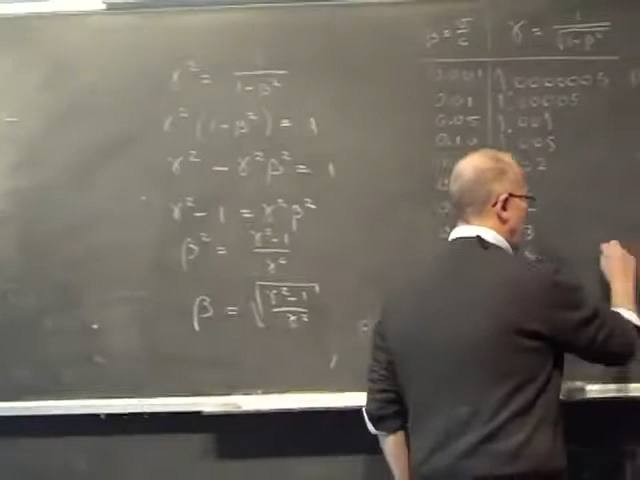 γ² = 1/(1-β²)
γ² (1-β²) = 1
γ² - γ²β² = 1
γ² - 1 = γ²β²
β² = (γ²-1)/γ²
β = √((γ²-1)/γ²)
β = v/c γ = 1/√(1-β²)
0.001 1.0000005
0.01 1.00005
0.05 1.001
0.10 1.005